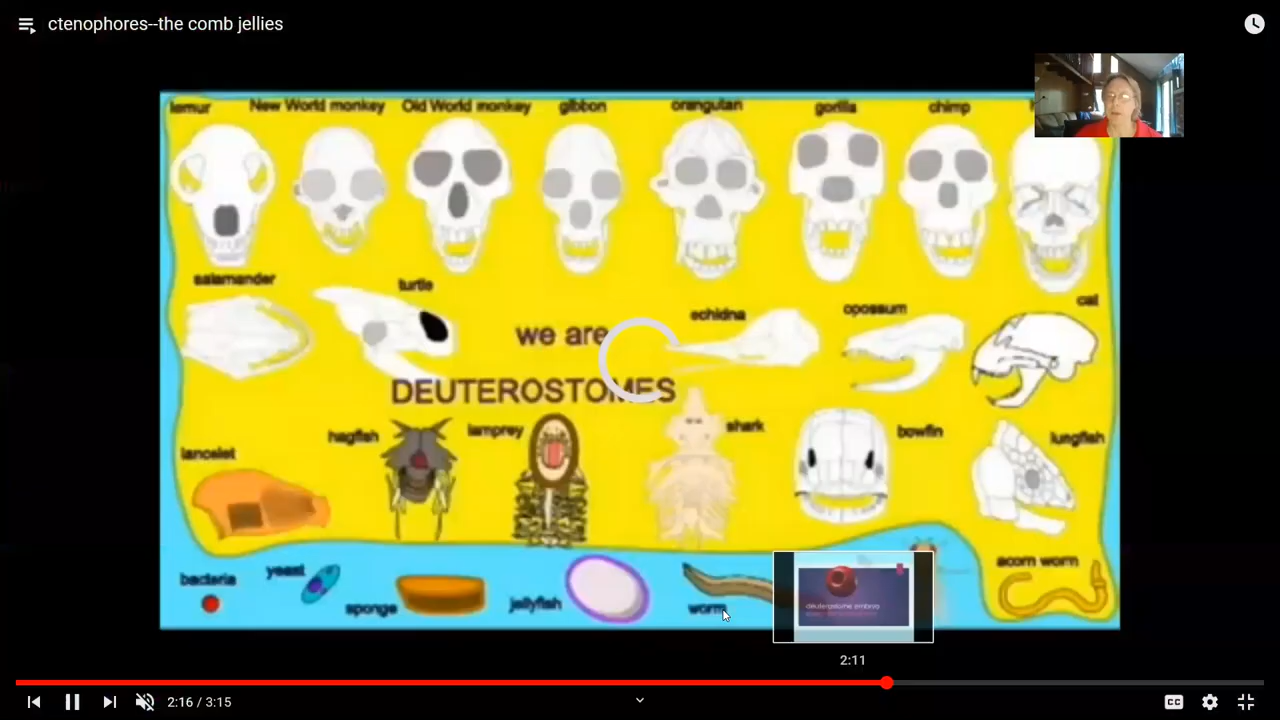 ctenophores--the comb jellies
lemur New World monkey Old World monkey gibbon orangutan gorilla chimp
salamander turtle echidna opossum cat
we are
DEUTEROSTOMES
lancelet hagfish lamprey shark bowfin lungfish
bacteria yeast sponge jellyfish worm acorn worm
deuterostome embryo
2:11
2:16 / 3:15
CC